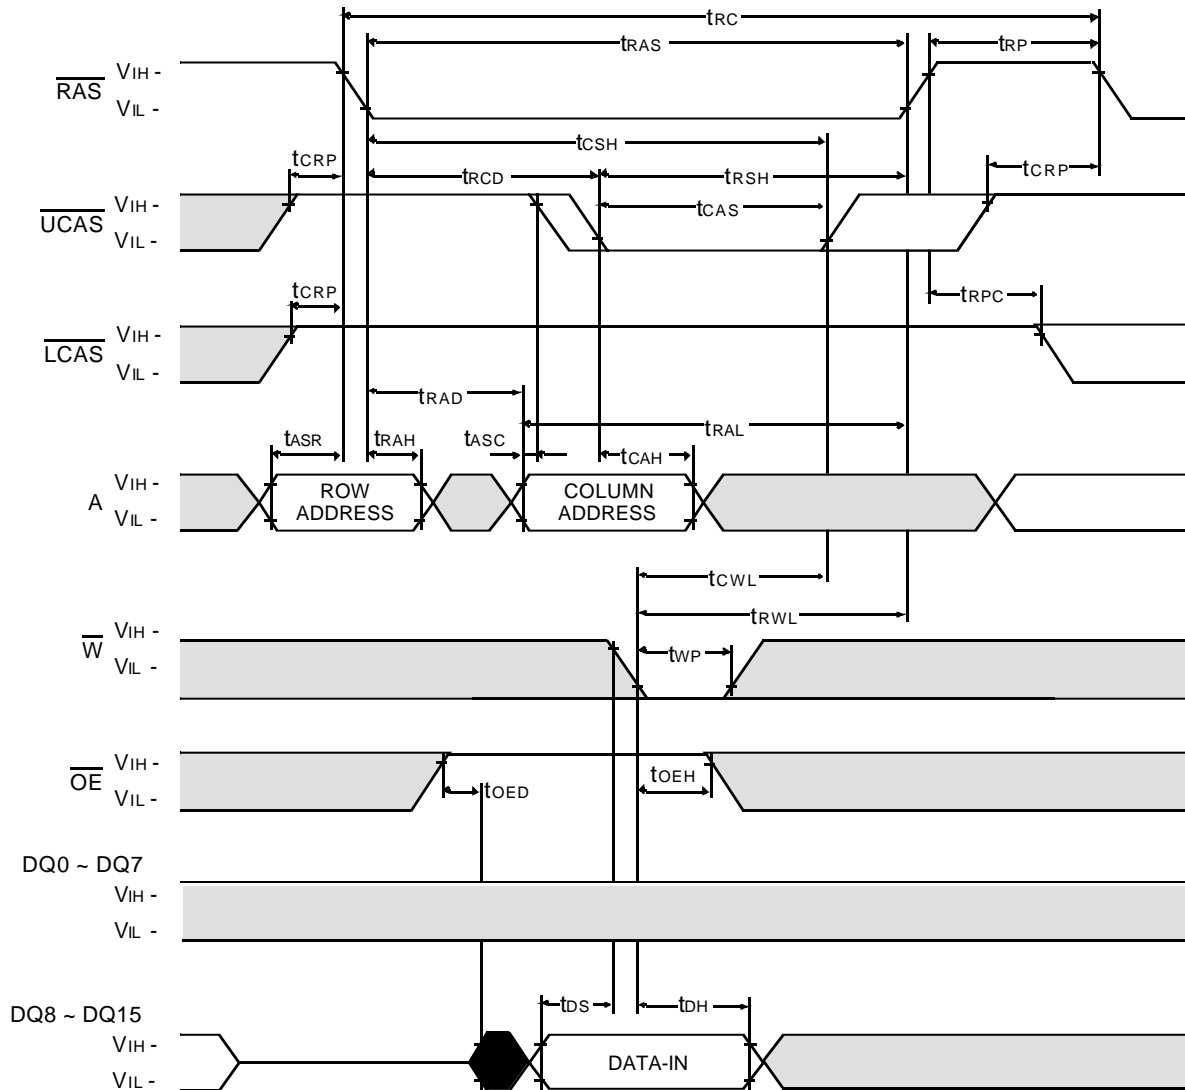 tRC
tRAS
tRP
RAS
VIH -
VIL -
tCSH
tCRP
tRCD
tRSH
tCRP
UCAS
VIH -
VIL -
tCAS
tCRP
tRPC
LCAS
VIH -
VIL -
tRAD
tRAL
tASR
tRAH
tASC
tCAH
A
VIH -
VIL -
ROW
ADDRESS
COLUMN
ADDRESS
tCWL
tRWL
W
VIH -
VIL -
tWP
OE
VIH -
VIL -
tOED
tOEH
DQ0 ~ DQ7
VIH -
VIL -
tDS
tDH
DQ8 ~ DQ15
VIH -
VIL -
DATA-IN